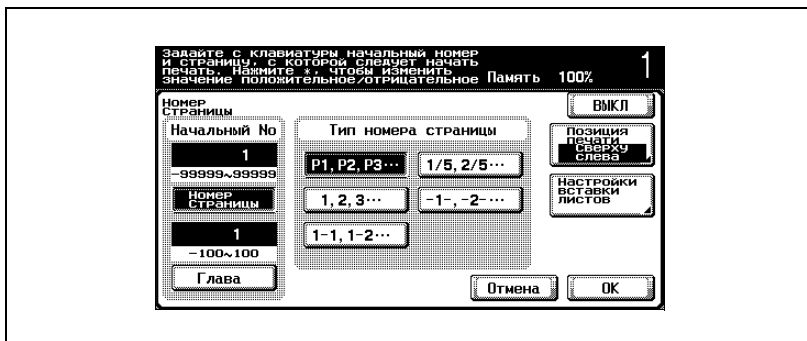 Задайте с клавиатуры начальный номер
и страницу, с которой следует начать
печать. Нажмите *, чтобы изменить
значение положительное/отрицательное Память 100% 1
Номер
Страницы
ВЫКЛ
Начальный No
Тип номера страницы
Позиция
печати
Сверху
слева
1
-99999~99999
P1, P2, P3···
1/5, 2/5···
Номер
страницы
1, 2, 3···
-1-, -2-···
Настройки
вставки
листов
1
-100~100
1-1, 1-2···
Глава
Отмена
OK